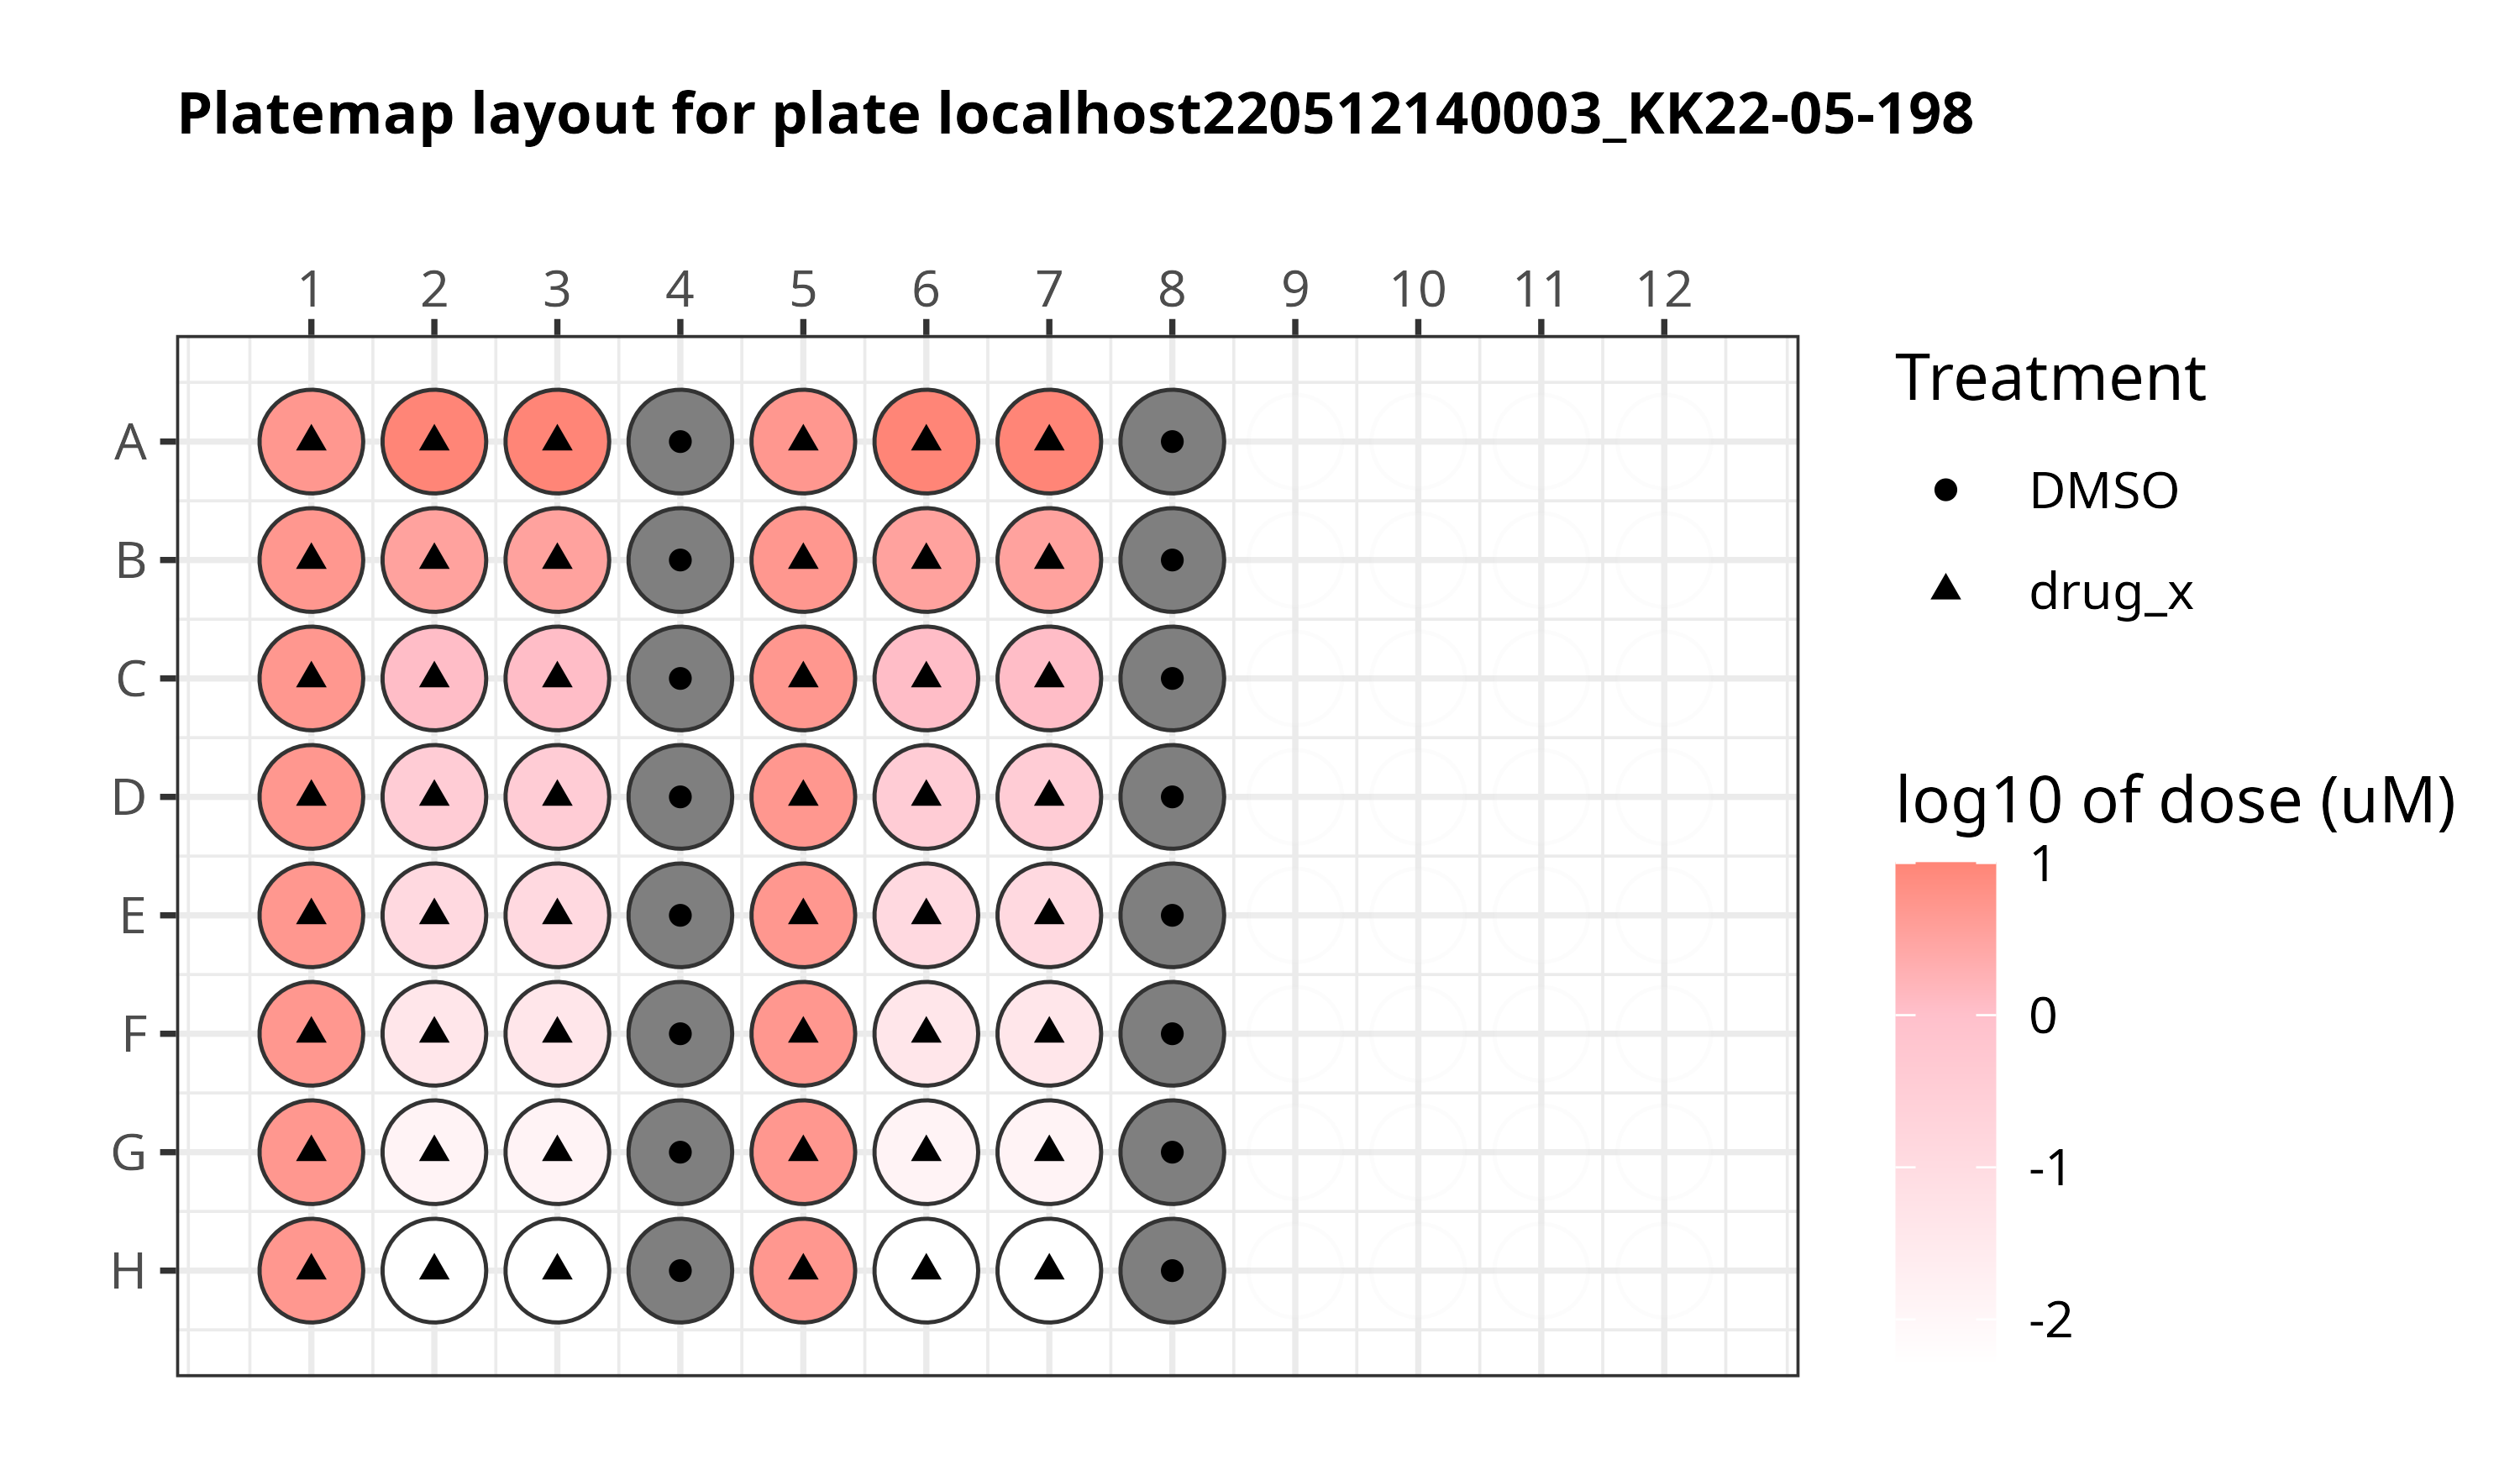 Platemap layout for plate localhost220512140003_KK22-05-198
1 2 3 4 5 6 7 8 9 10 11 12
A
B
C
D
E
F
G
H
Treatment
DMSO
drug_x
log10 of dose (uM)
1
0
-1
-2